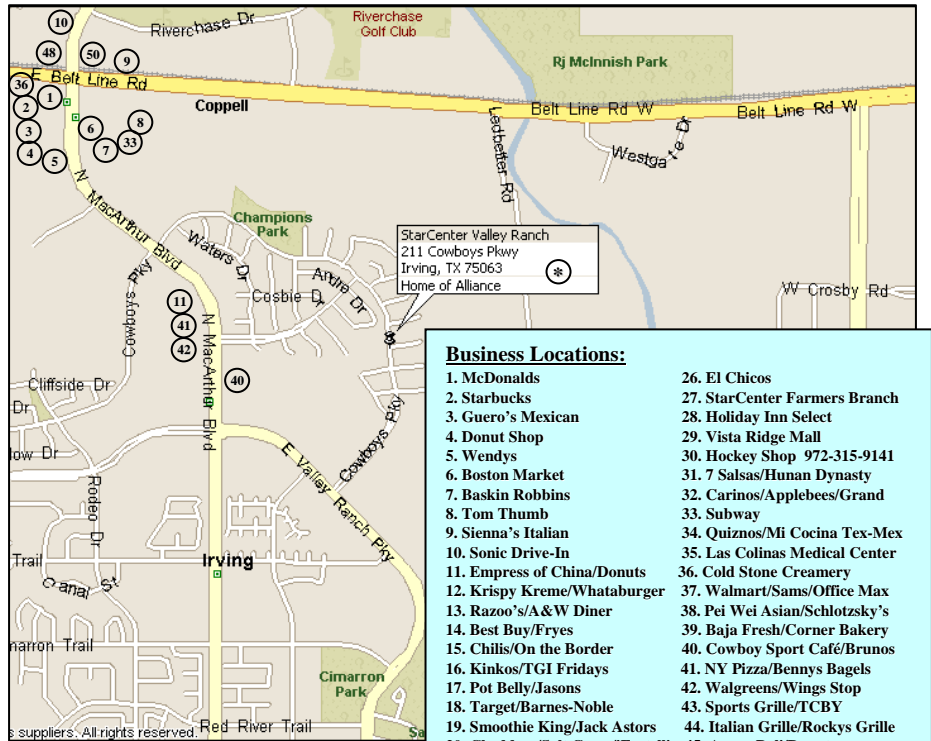 10
Riverchase Dr
Riverchase
Golf Club
48
50
9
Rj McInnish Park
E Belt Line Rd
36
1
2
Coppell
Belt Line Rd W
Belt Line Rd W
3
6
8
7
33
4
5
Ledbetter Rd
Westgate Dr
N MacArthur Blvd
Champions
Park
Waters Dr
StarCenter Valley Ranch
211 Cowboys Pkwy
Irving, TX 75063
*
Home of Alliance
Andre Dr
Cosbie Dr
W Crosby Rd
Cowboys Pky
11
41
42
N MacArthur Blvd
40
Cliffside Dr
Dr
low Dr
Cowboys Pky
E Valley Ranch Pky
Rodeo Dr
Trail
Irving
Canal St
marron Trail
Cimarron
Park
s suppliers. All rights reserved.
Red River Trail
Sa
Business Locations:
1. McDonalds
2. Starbucks
3. Guero's Mexican
4. Donut Shop
5. Wendys
6. Boston Market
7. Baskin Robbins
8. Tom Thumb
9. Sienna's Italian
10. Sonic Drive-In
11. Empress of China/Donuts
12. Krispy Kreme/Whataburger
13. Razoo's/A&W Diner
14. Best Buy/Fryes
15. Chilis/On the Border
16. Kinkos/TGI Fridays
17. Pot Belly/Jasons
18. Target/Barnes-Noble
19. Smoothie King/Jack Astors
26. El Chicos
27. StarCenter Farmers Branch
28. Holiday Inn Select
29. Vista Ridge Mall
30. Hockey Shop 972-315-9141
31. 7 Salsas/Hunan Dynasty
32. Carinos/Applebees/Grand
33. Subway
34. Quiznos/Mi Cocina Tex-Mex
35. Las Colinas Medical Center
36. Cold Stone Creamery
37. Walmart/Sams/Office Max
38. Pei Wei Asian/Schlotzsky's
39. Baja Fresh/Corner Bakery
40. Cowboy Sport Café/Brunos
41. NY Pizza/Bennys Bagels
42. Walgreens/Wings Stop
43. Sports Grille/TCBY
44. Italian Grille/Rockys Grille